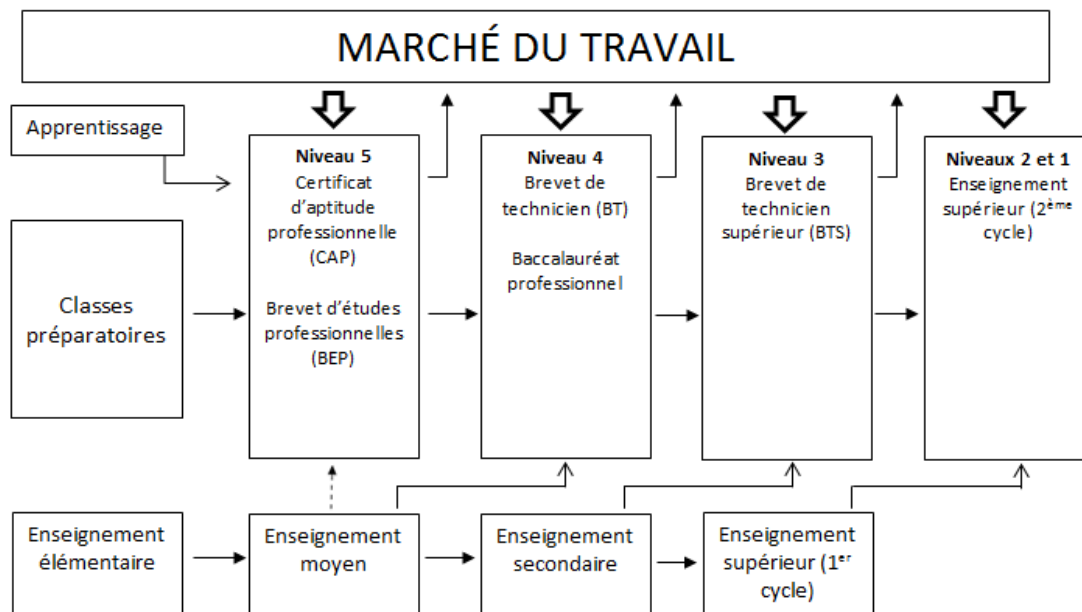 MARCHÉ DU TRAVAIL
Apprentissage
Niveau 5
Certificat
d’aptitude
professionnelle
(CAP)
Brevet d’études
professionnelles
(BEP)
Niveau 4
Brevet de
technicien (BT)
Baccalauréat
professionnel
Niveau 3
Brevet de
technicien
supérieur (BTS)
Niveaux 2 et 1
Enseignement
supérieur (2ème
cycle)
Classes
préparatoires
Enseignement
élémentaire
Enseignement
moyen
Enseignement
secondaire
Enseignement
supérieur (1er
cycle)